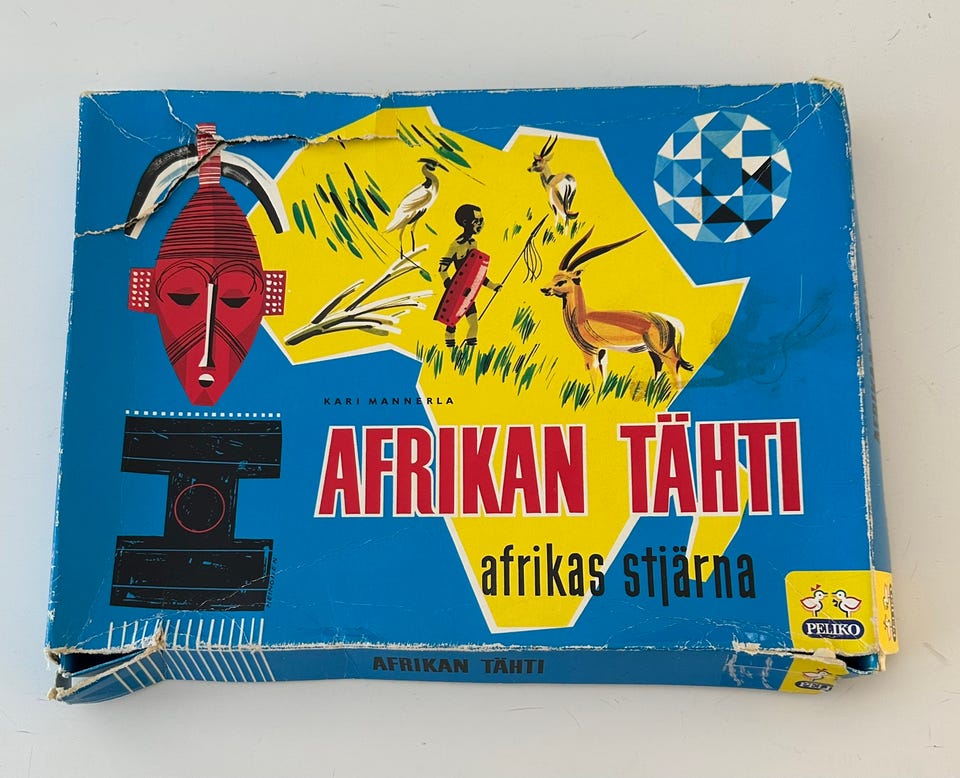 KARI MANNERLA
AFRIKAN TÄHTI
afrikas stjärna
PELIKO
AFRIKAN TÄHTI